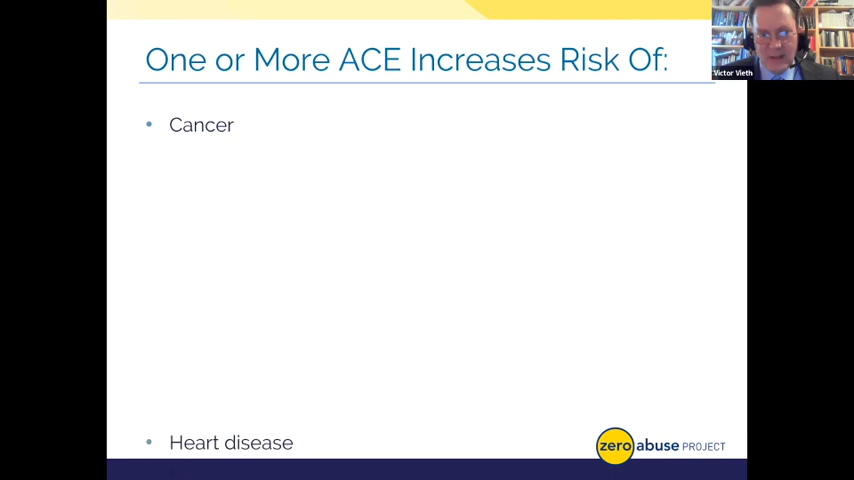 One or More ACE Increases Risk Of:
Victor Vieth
• Cancer
• Heart disease
zero abuse PROJECT